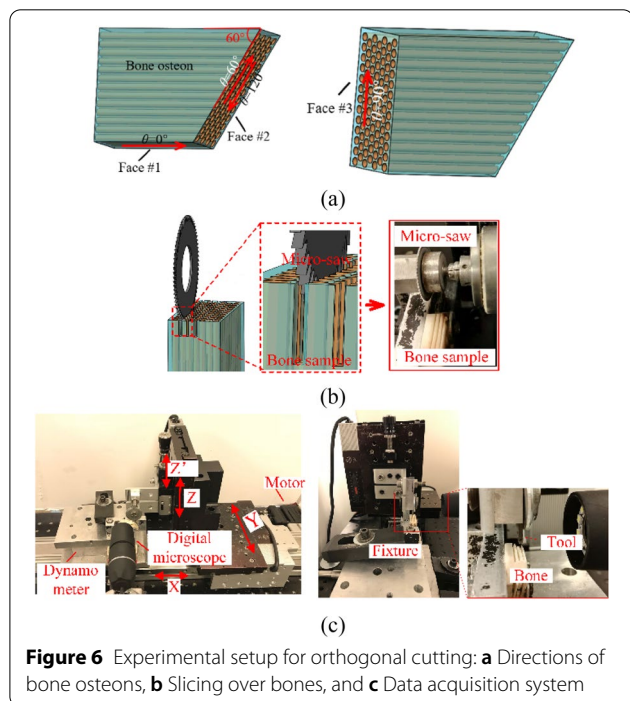 60°
Bone osteon
θ=60°
θ=120°
θ=0°
Face #1
Face #2
Face #3
θ=90°
(a)
Micro-saw
Bone sample
Micro-saw
Bone sample
(b)
Z'
Z
Motor
Y
Digital
microscope
Dynamo
meter
X
Fixture
Tool
Bone
(c)
Figure 6 Experimental setup for orthogonal cutting: a Directions of
bone osteons, b Slicing over bones, and c Data acquisition system